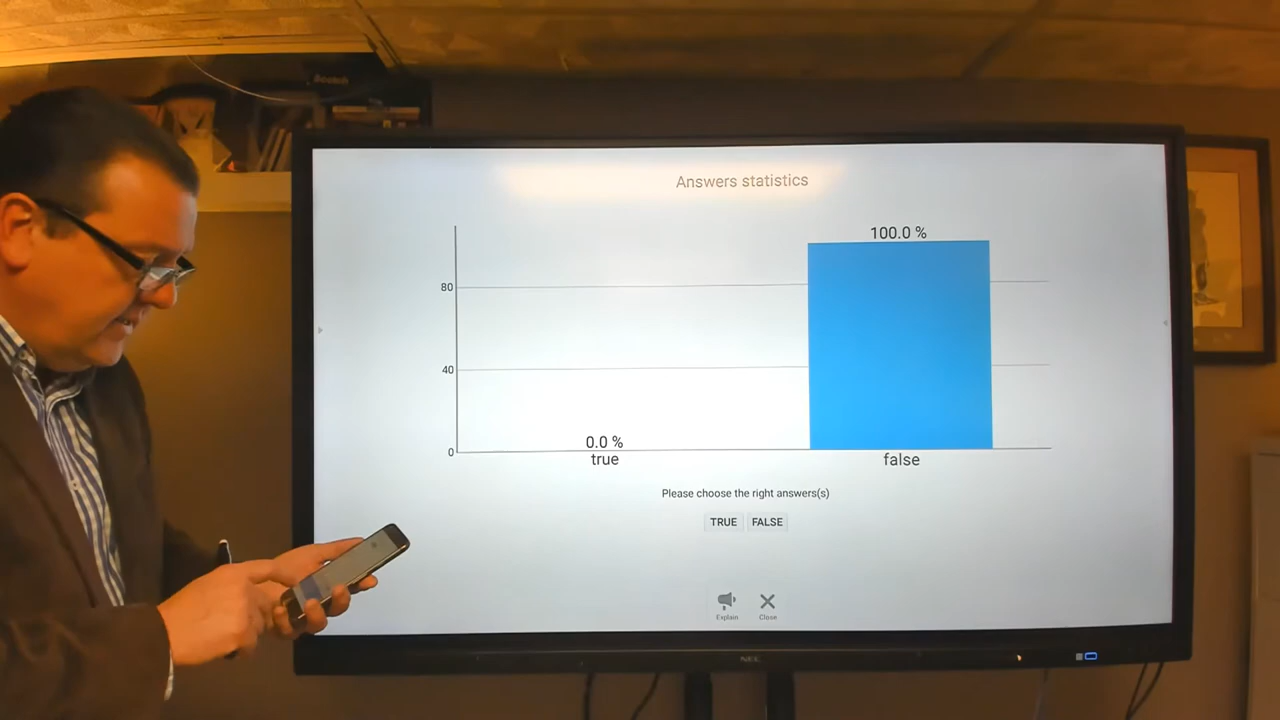 Answers statistics
100.0 %
80
40
0.0 %
0
true
false
Please choose the right answers(s)
TRUE FALSE
Explain Close
NEC